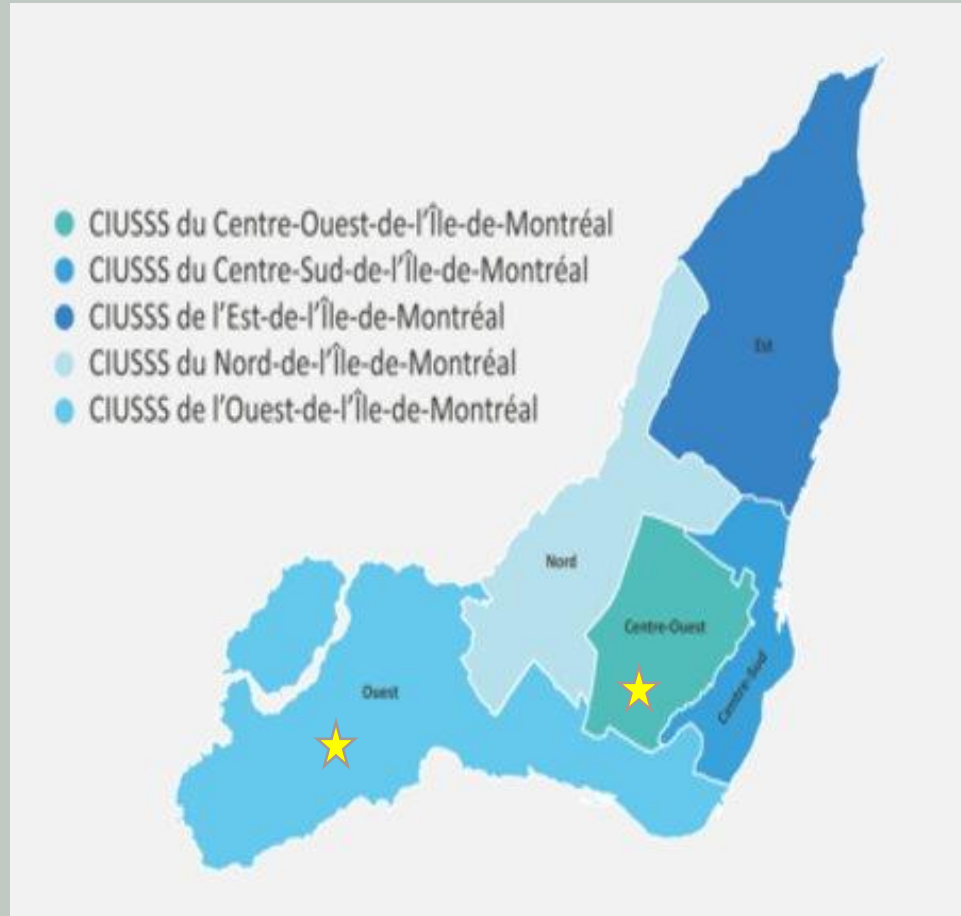 CIUSSS du Centre-Ouest-de-l'Île-de-Montréal
CIUSSS du Centre-Sud-de-l'Île-de-Montréal
CIUSSS de l'Est-de-l'Île-de-Montréal
CIUSSS du Nord-de-l'Île-de-Montréal
CIUSSS de l'Ouest-de-l'Île-de-Montréal
Est
Nord
Centre-Ouest
Centre-Sud
Ouest